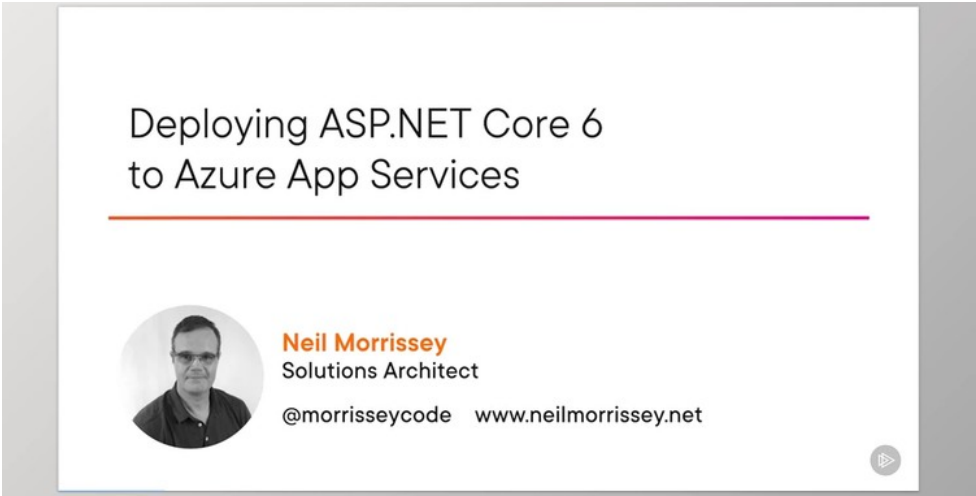 Deploying ASP.NET Core 6
to Azure App Services
Neil Morrissey
Solutions Architect
@morrisseycode www.neilmorrissey.net